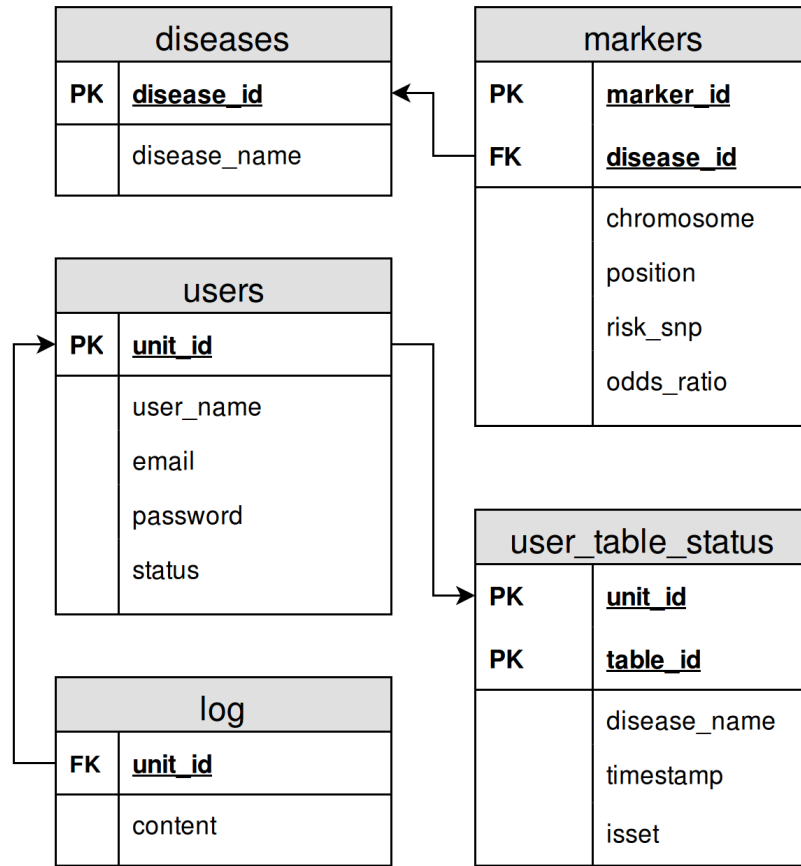 diseases
PK disease_id
disease_name
markers
PK marker_id
FK disease_id
chromosome
position
risk_snp
odds_ratio
users
PK unit_id
user_name
email
password
status
user_table_status
PK unit_id
PK table_id
disease_name
timestamp
isset
log
FK unit_id
content